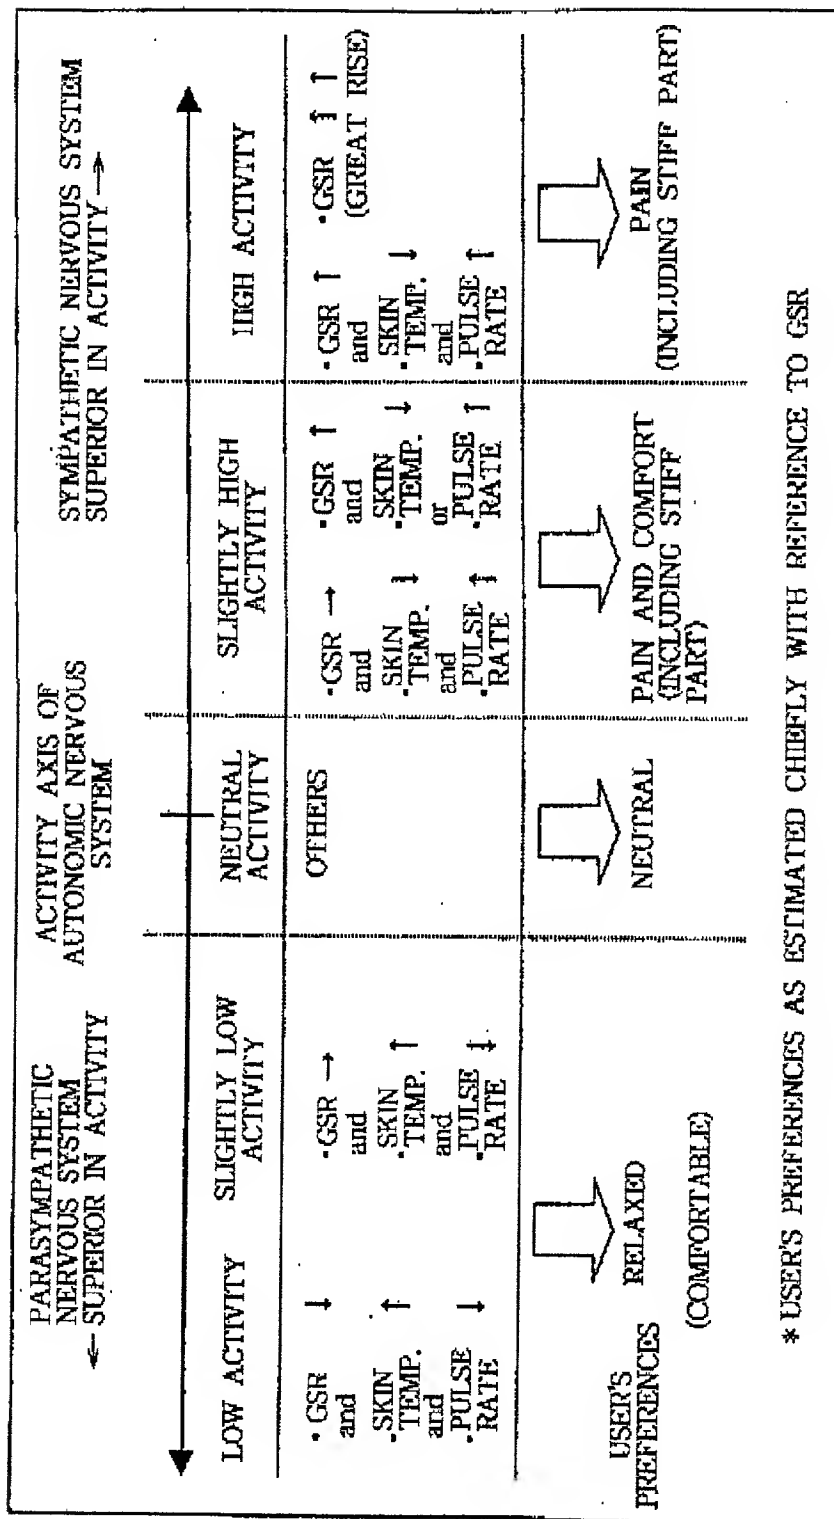 PARASYMPATHETIC
NERVOUS SYSTEM
← SUPERIOR IN ACTIVITY
ACTIVITY AXIS OF
AUTONOMIC NERVOUS
SYSTEM
SYMPATHETIC NERVOUS SYSTEM
SUPERIOR IN ACTIVITY →
LOW ACTIVITY
SLIGHTLY LOW
ACTIVITY
NEUTRAL
ACTIVITY
SLIGHTLY HIGH
ACTIVITY
HIGH ACTIVITY
·GSR ↓
and
·SKIN
TEMP. ↑
and
·PULSE
RATE ↓
·GSR →
and
·SKIN
TEMP. ↑
and
·PULSE
RATE ↓
OTHERS
·GSR →
and
·SKIN
TEMP. ↓
and
·PULSE
RATE ↑
·GSR ↑
and
·SKIN
TEMP. ↓
or
·PULSE
RATE ↑
·GSR ↑
and
·SKIN
TEMP. ↓
and
·PULSE
RATE ↑
·GSR ⇑ ↑
(GREAT RISE)
USER'S
PREFERENCES
RELAXED
(COMFORTABLE)
NEUTRAL
PAIN AND COMFORT
(INCLUDING STIFF
PART)
PAIN
(INCLUDING STIFF PART)
* USER'S PREFERENCES AS ESTIMATED CHIEFLY WITH REFERENCE TO GSR